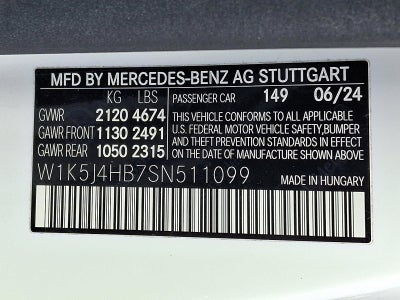 MFD BY MERCEDES-BENZ AG STUTTGART
KG LBS PASSENGER CAR 149 06/24
GVWR 2120 4674 THIS VEHICLE CONFORMS TO ALL
GAWR FRONT 1130 2491 APPLICABLE U.S. FEDERAL
GAWR REAR 1050 2315 MOTOR VEHICLE SAFETY,BUMPER
AND THEFT PREVENTION STANDARDS
IN EFFECT ON THE DATE OF
MANUFACTURE SHOWN ABOVE.
W1K5J4HB7SN511099 MADE IN HUNGARY